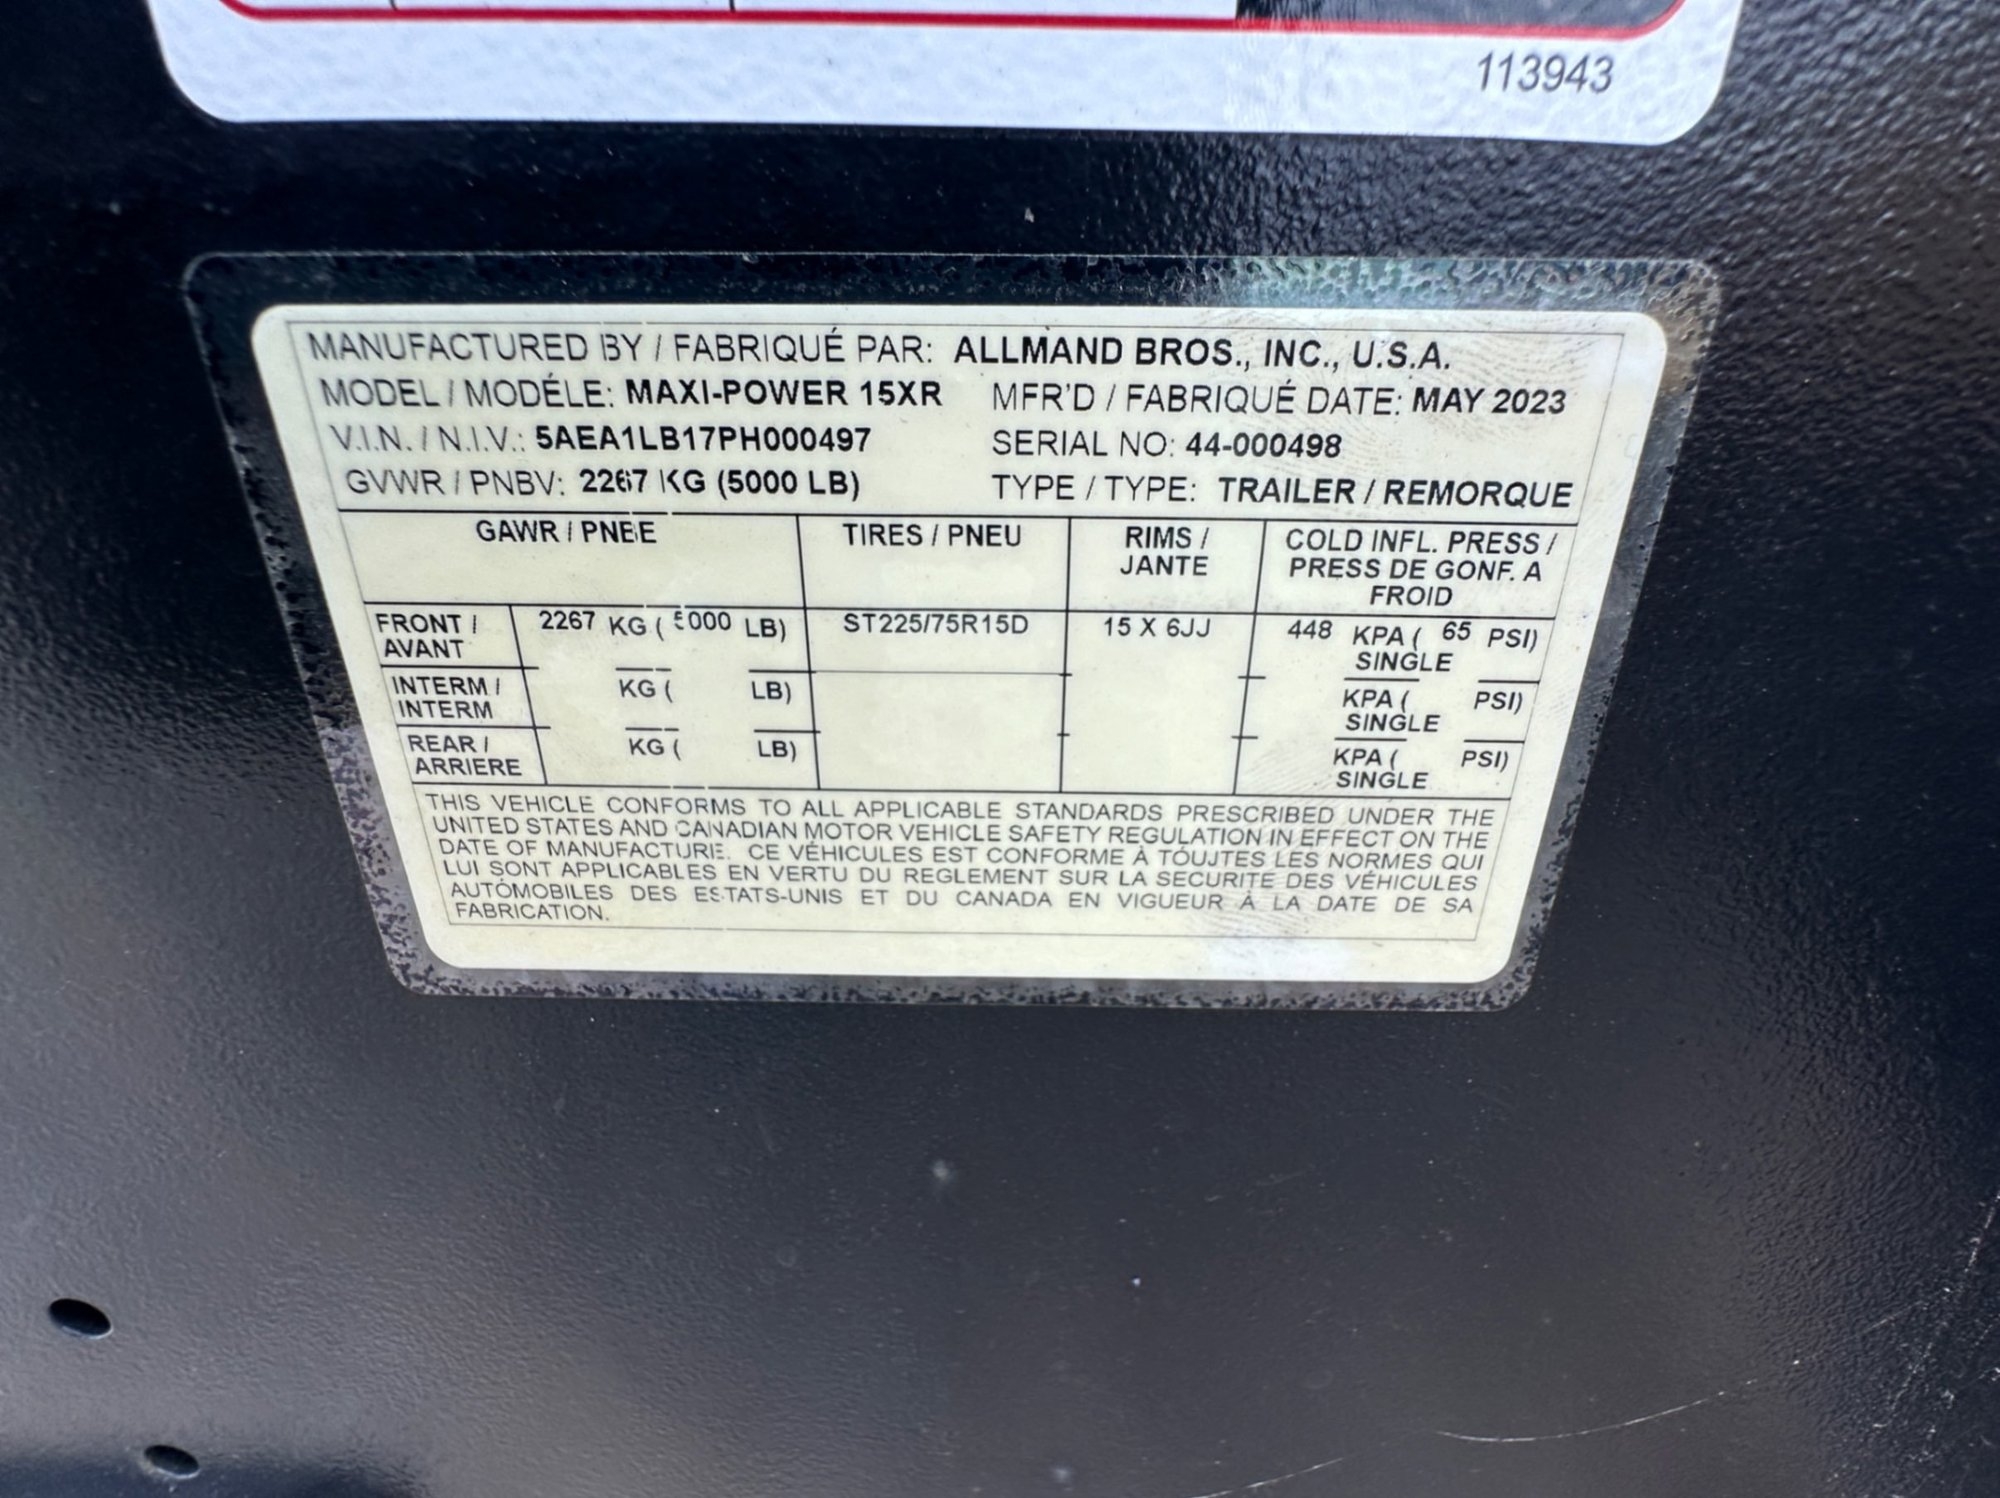 113943
MANUFACTURED BY / FABRIQUÉ PAR: ALLMAND BROS., INC., U.S.A.
MODEL / MODÉLE: MAXI-POWER 15XR MFR'D / FABRIQUÉ DATE: MAY 2023
V.I.N. / N.I.V.: 5AEA1LB17PH000497 SERIAL NO: 44-000498
GVWR / PNBV: 2267 KG (5000 LB) TYPE / TYPE: TRAILER / REMORQUE
GAWR / PNBE TIRES / PNEU RIMS / JANTE COLD INFL. PRESS / PRESS DE GONF. A FROID
FRONT / AVANT 2267 KG ( 5000 LB) ST225/75R15D 15 X 6JJ 448 KPA ( 65 PSI) SINGLE
INTERM / INTERM KG ( LB) KPA ( PSI) SINGLE
REAR / ARRIERE KG ( LB) KPA ( PSI) SINGLE
THIS VEHICLE CONFORMS TO ALL APPLICABLE STANDARDS PRESCRIBED UNDER THE
UNITED STATES AND CANADIAN MOTOR VEHICLE SAFETY REGULATION IN EFFECT ON THE
DATE OF MANUFACTURE. CE VÉHICULES EST CONFORME À TÓUJTES LES NORMES QUI
LUI SONT APPLICABLES EN VERTU DU REGLEMENT SUR LA SECURITE DES VÉHICULES
AUTÓMOBILES DES ESTATS-UNIS ET DU CANADA EN VIGUEUR À LA DATE DE SA
FABRICATION.